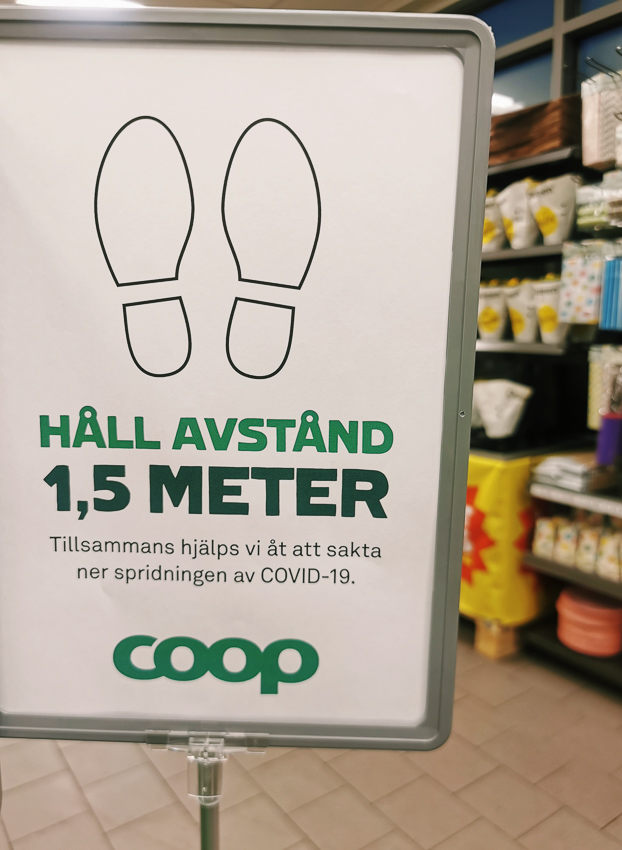 HÅLL AVSTÅND
1,5 METER
Tillsammans hjälps vi åt att sakta
ner spridningen av COVID-19.
coop